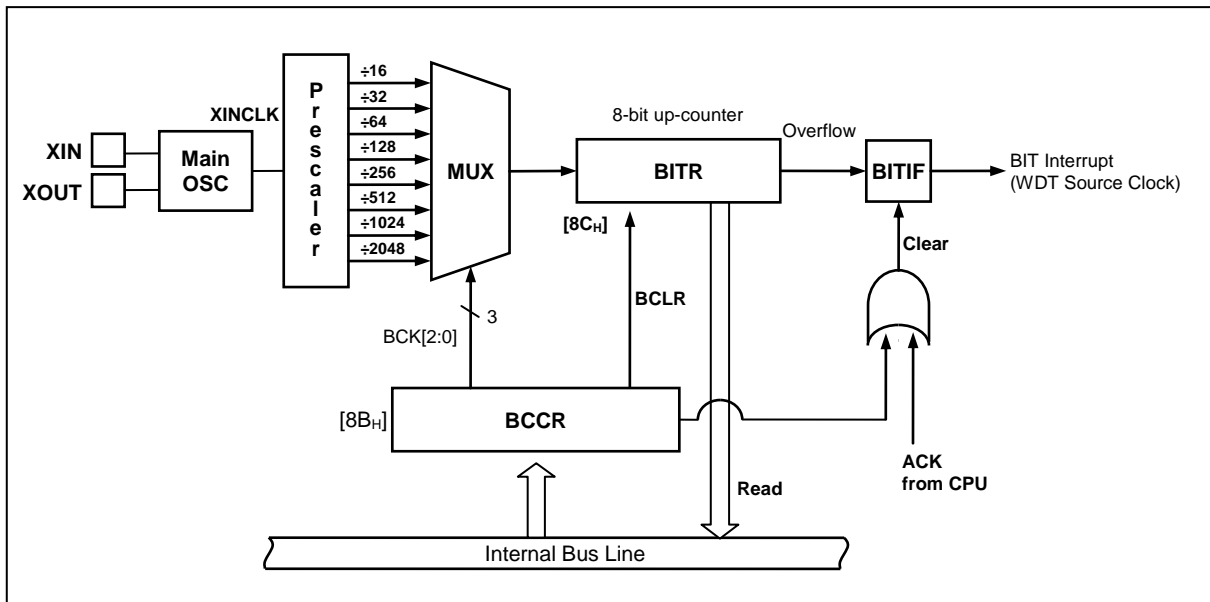 XIN
XOUT
Main
OSC
XINCLK
Prescaler
÷16
÷32
÷64
÷128
÷256
÷512
÷1024
÷2048
MUX
BCK[2:0]
3
8-bit up-counter
BITR
[8CH]
BCLR
Overflow
BITIF
BIT Interrupt
(WDT Source Clock)
Clear
[8BH]
BCCR
ACK
from CPU
Read
Internal Bus Line